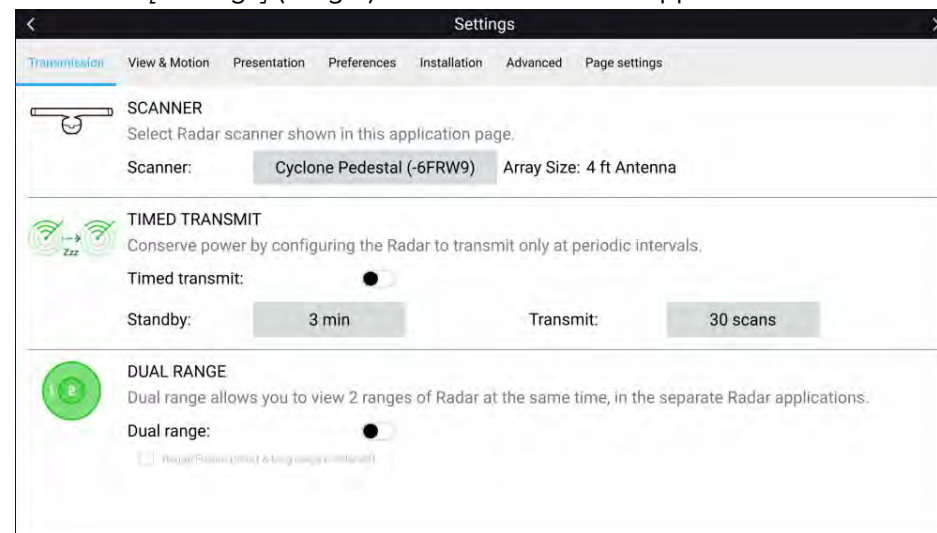 Settings
Transmission View & Motion Presentation Preferences Installation Advanced Page settings
SCANNER
Select Radar scanner shown in this application page.
Scanner: Cyclone Pedestal (-6FRW9) Array Size: 4 ft Antenna
TIMED TRANSMIT
Conserve power by configuring the Radar to transmit only at periodic intervals.
Zzz
Timed transmit:
Standby: 3 min Transmit: 30 scans
DUAL RANGE
1 2
Dual range allows you to view 2 ranges of Radar at the same time, in the separate Radar applications.
Dual range: